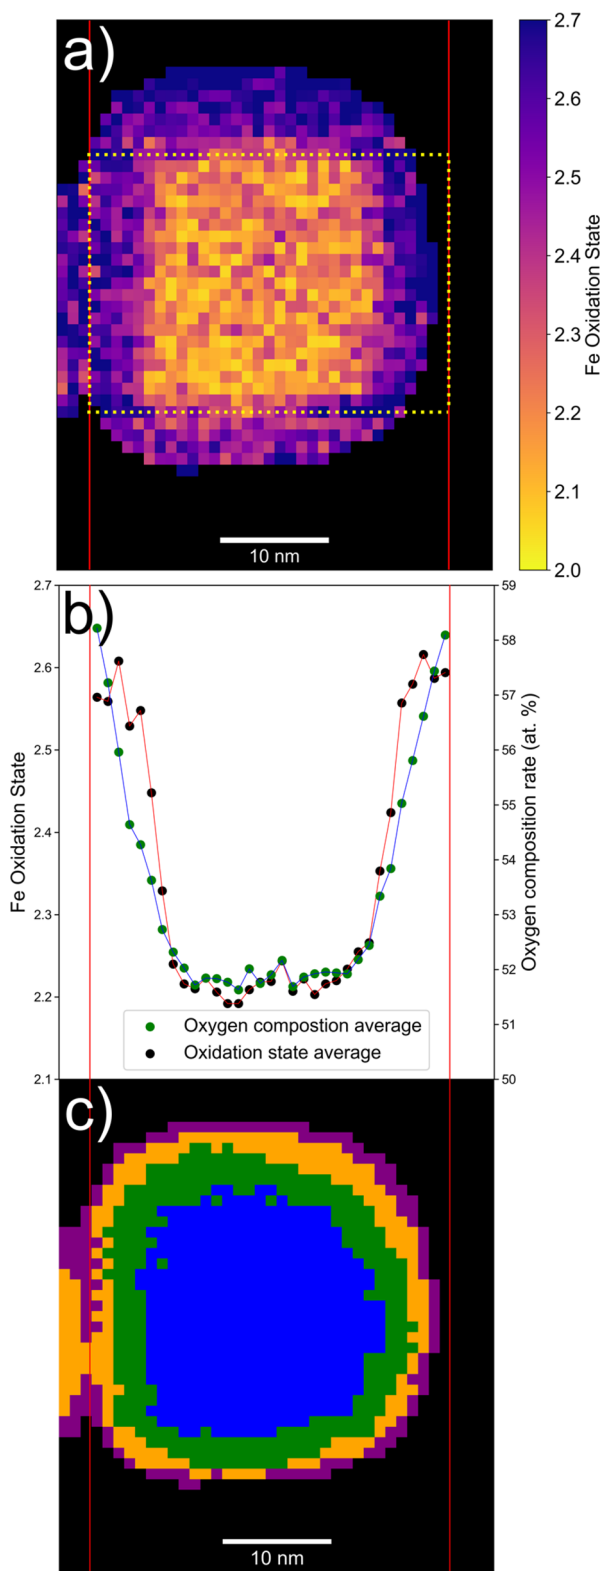 a)
2.7
2.6
2.5
2.4
2.3
2.2
2.1
2.0
Fe Oxidation State
10 nm
b)
2.7
2.6
2.5
2.4
2.3
2.2
2.1
Fe Oxidation State
59
58
57
56
55
54
53
52
51
50
Oxygen composition rate (at. %)
Oxygen compostion average
Oxidation state average
c)
10 nm